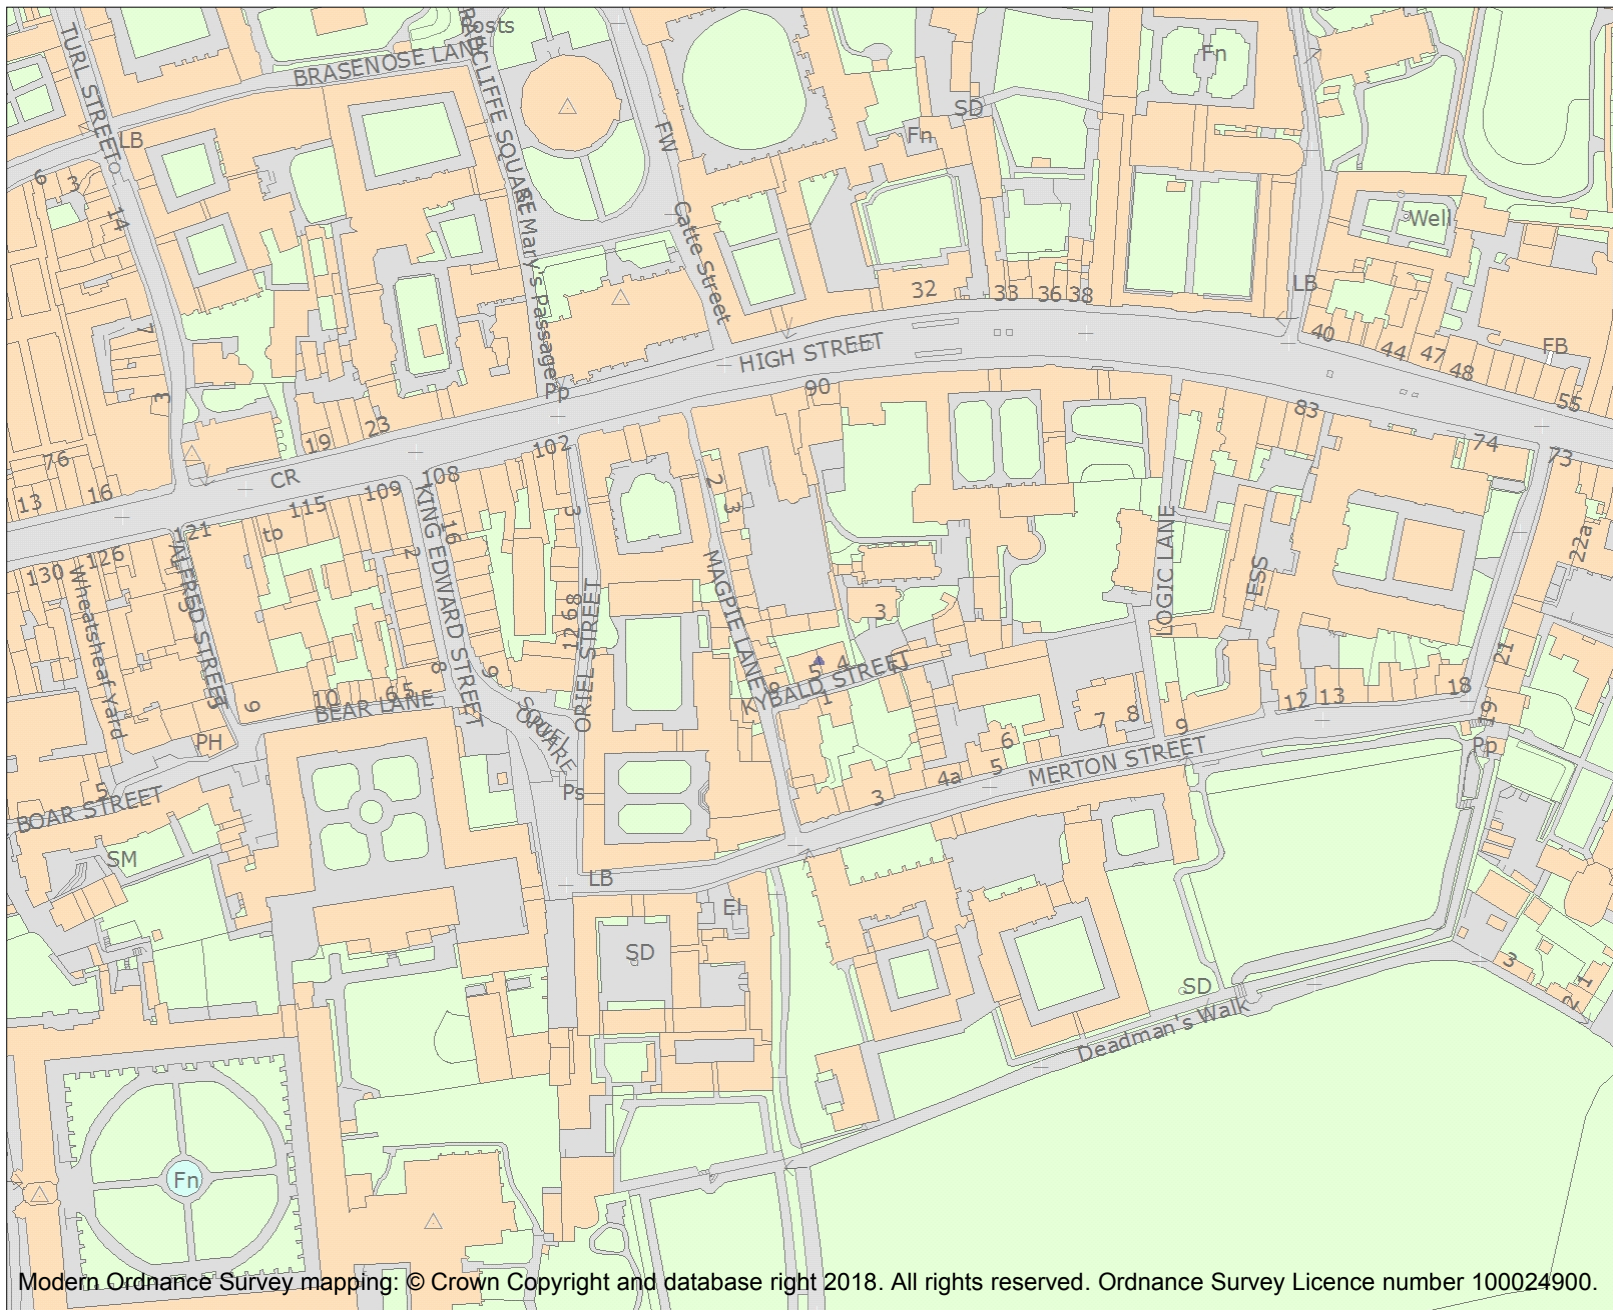 TURL STREET
Posts
BRASENOSE LANE
RADCLIFFE SQUARE
Fn
LB
FW
SD
Fn
6
3
14
St Mary's Passage
Catte Street
Well
32
33
36
38
LB
7
40
44
47
48
FB
55
HIGH STREET
3
Pp
90
83
19
23
102
74
73
76
CR
13
16
108
109
115
to
121
2
3
3
16
2
126
130
ALFRED STREET
KING EDWARD STREET
MAGPIE LANE
LOGIC LANE
ESS
22a
Wheatsheaf Yard
12 6 8
ORIEL STREET
3
5
4
2
KYBALD STREET
1
8
9
21
10
6
5
BEAR LANE
9
ORIEL
SQUARE
7
8
9
12
13
18
19
PH
6
5
4a
3
MERTON STREET
Pp
Ps
5
BOAR STREET
SM
LB
El
SD
3
1
2
SD
Deadman's Walk
Fn
Modern Ordnance Survey mapping: © Crown Copyright and database right 2018. All rights reserved. Ordnance Survey Licence number 100024900.